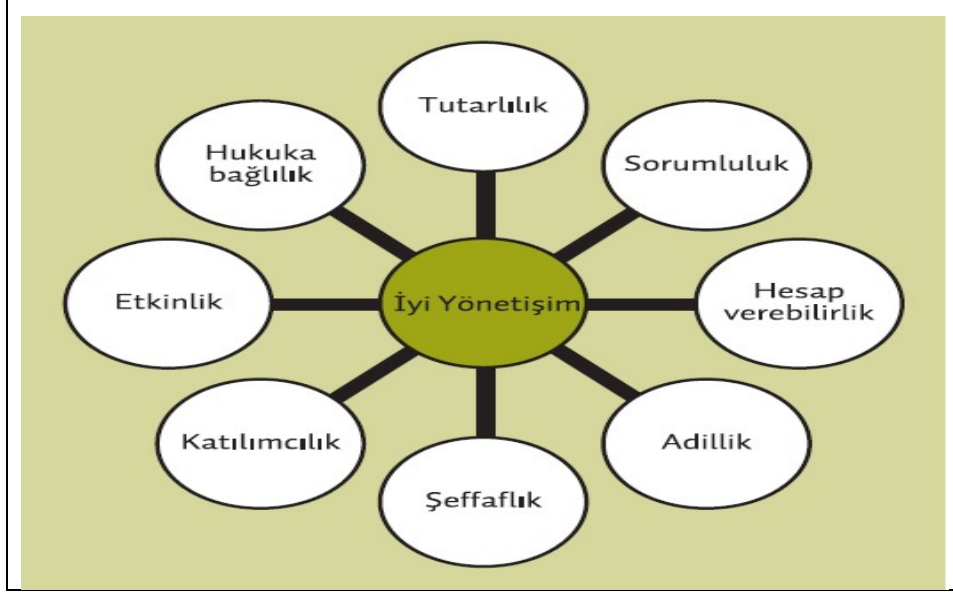 Tutarlılık
Hukuka
bağlılık
Sorumluluk
Etkinlik
İyi Yönetişim
Hesap
verebilirlik
Katılımcılık
Adillik
Şeffaflık